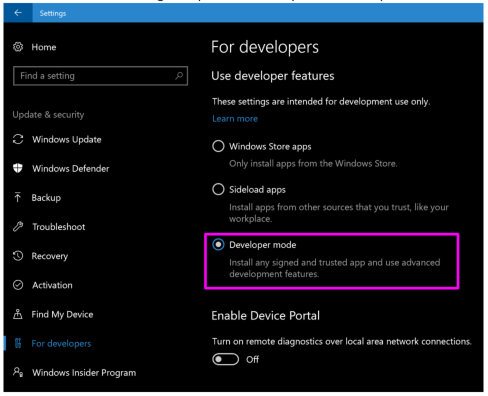 Settings
Home
Find a setting
Update & security
Windows Update
Windows Defender
Backup
Troubleshoot
Recovery
Activation
Find My Device
For developers
Windows Insider Program
For developers
Use developer features
These settings are intended for development use only.
Learn more
Windows Store apps
Only install apps from the Windows Store.
Sideload apps
Install apps from other sources that you trust, like your
workplace.
Developer mode
Install any signed and trusted app and use advanced
development features.
Enable Device Portal
Turn on remote diagnostics over local area network connections.
Off